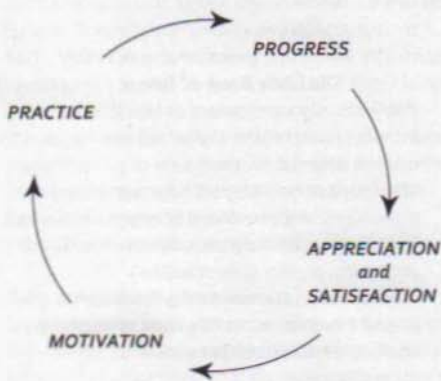 PROGRESS
PRACTICE
APPRECIATION
and
SATISFACTION
MOTIVATION